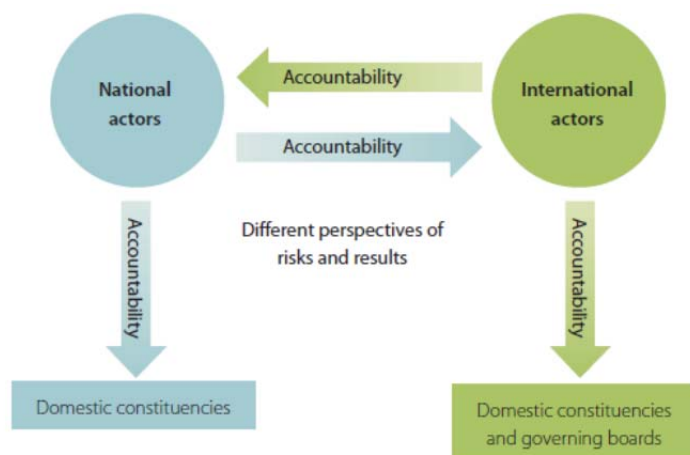 National
actors
Accountability
International
actors
Accountability
Different perspectives of
risks and results
Accountability
Accountability
Domestic constituencies
Domestic constituencies
and governing boards